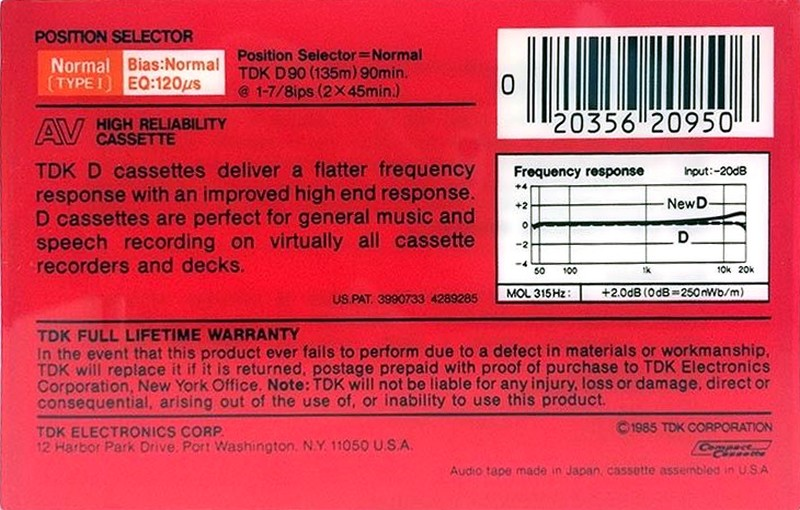 POSITION SELECTOR
Normal
(TYPE I)
Bias:Normal
EQ:120µs
Position Selector=Normal
TDK D90 (135m) 90min.
@ 1-7/8ips. (2×45min.)
AV HIGH RELIABILITY
CASSETTE
TDK D cassettes deliver a flatter frequency
response with an improved high end response.
D cassettes are perfect for general music and
speech recording on virtually all cassette
recorders and decks.
US.PAT. 3990733 4289285
0 20356 20950
Frequency response Input:-20dB
+4
+2
0
-2
-4
New D
D
50 100 1k 10k 20k
MOL 315Hz: +2.0dB (0dB=250nWb/m)
TDK FULL LIFETIME WARRANTY
In the event that this product ever fails to perform due to a defect in materials or workmanship,
TDK will replace it if it is returned, postage prepaid with proof of purchase to TDK Electronics
Corporation, New York Office. Note: TDK will not be liable for any injury, loss or damage, direct or
consequential, arising out of the use of, or inability to use this product.
TDK ELECTRONICS CORP.
12 Harbor Park Drive, Port Washington, N.Y. 11050 U.S.A.
©1985 TDK CORPORATION
Compact
Cassette
Audio tape made in Japan, cassette assembled in U.S.A